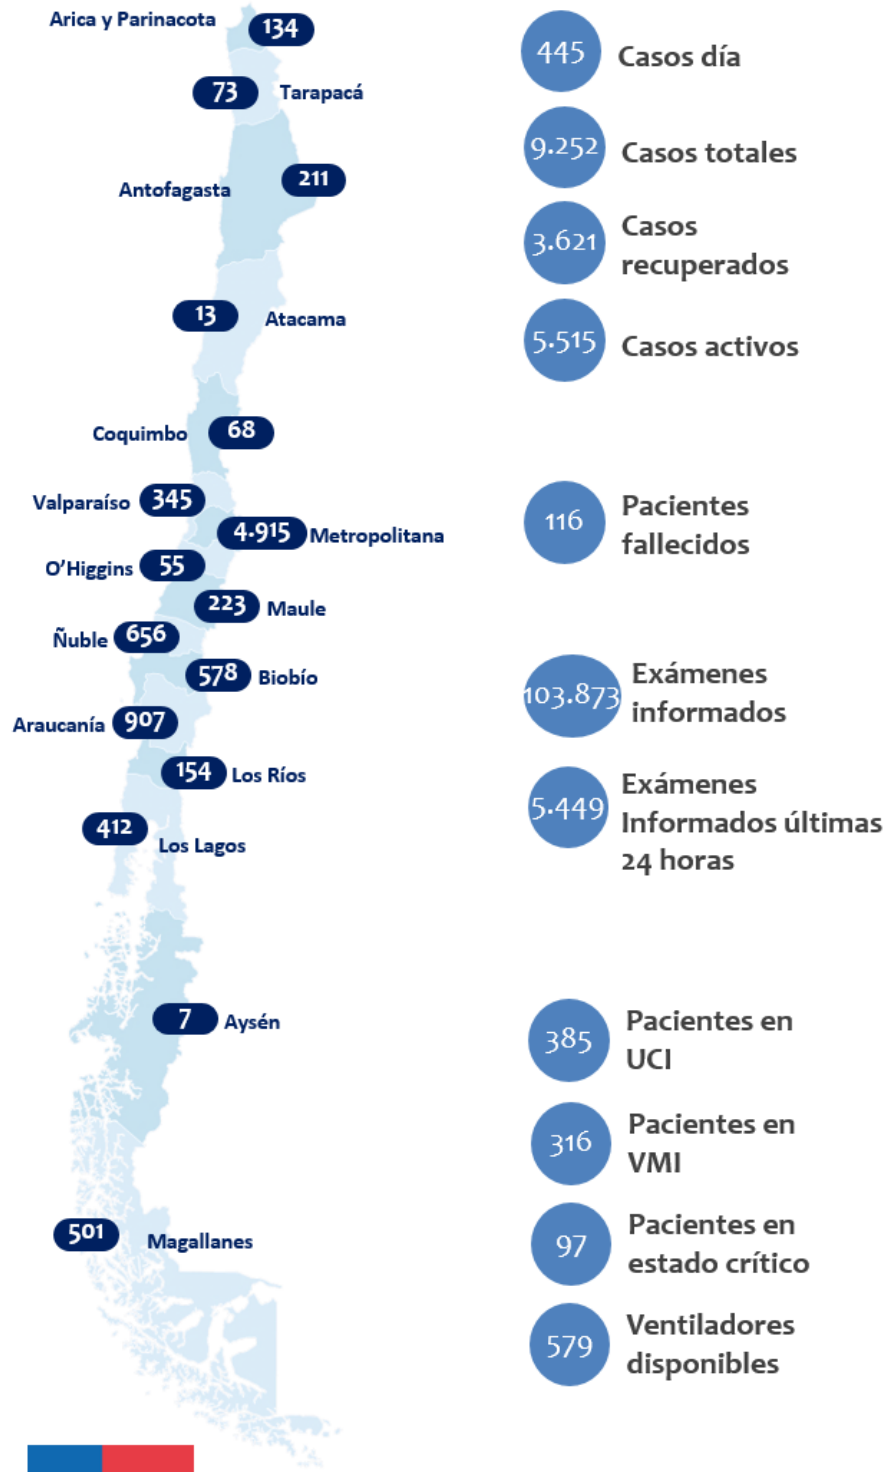 Arica y Parinacota
134
73
Tarapacá
Antofagasta
211
13
Atacama
Coquimbo
68
Valparaíso
345
4.915
Metropolitana
O'Higgins
55
223
Maule
Ñuble
656
578
Biobío
Araucanía
907
154
Los Ríos
412
Los Lagos
7
Aysén
501
Magallanes
445
Casos día
9.252
Casos totales
3.621
Casos
recuperados
5.515
Casos activos
116
Pacientes
fallecidos
103.873
Exámenes
informados
5.449
Exámenes
Informados últimas
24 horas
385
Pacientes en
UCI
316
Pacientes en
VMI
97
Pacientes en
estado crítico
579
Ventiladores
disponibles